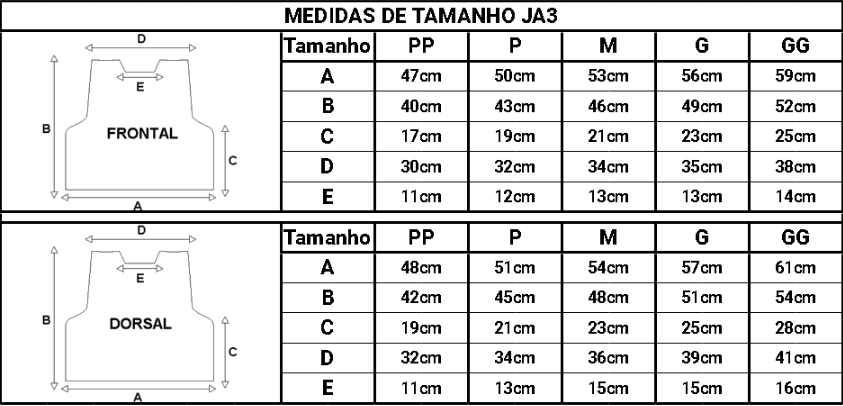 MEDIDAS DE TAMANHO JA3
D
E
B
FRONTAL
C
A
Tamanho PP P M G GG
A 47cm 50cm 53cm 56cm 59cm
B 40cm 43cm 46cm 49cm 52cm
C 17cm 19cm 21cm 23cm 25cm
D 30cm 32cm 34cm 35cm 38cm
E 11cm 12cm 13cm 13cm 14cm
D
E
B
DORSAL
C
A
Tamanho PP P M G GG
A 48cm 51cm 54cm 57cm 61cm
B 42cm 45cm 48cm 51cm 54cm
C 19cm 21cm 23cm 25cm 28cm
D 32cm 34cm 36cm 39cm 41cm
E 11cm 13cm 15cm 15cm 16cm